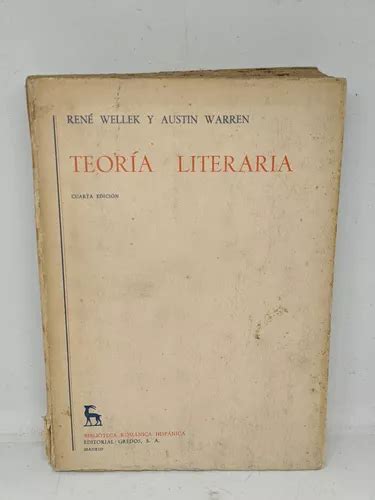 RENÉ WELLEK Y AUSTIN WARREN
TEORÍA LITERARIA
CUARTA EDICIÓN
BIBLIOTECA ROMÁNICA HISPÁNICA
EDITORIAL GREDOS, S. A.
MADRID